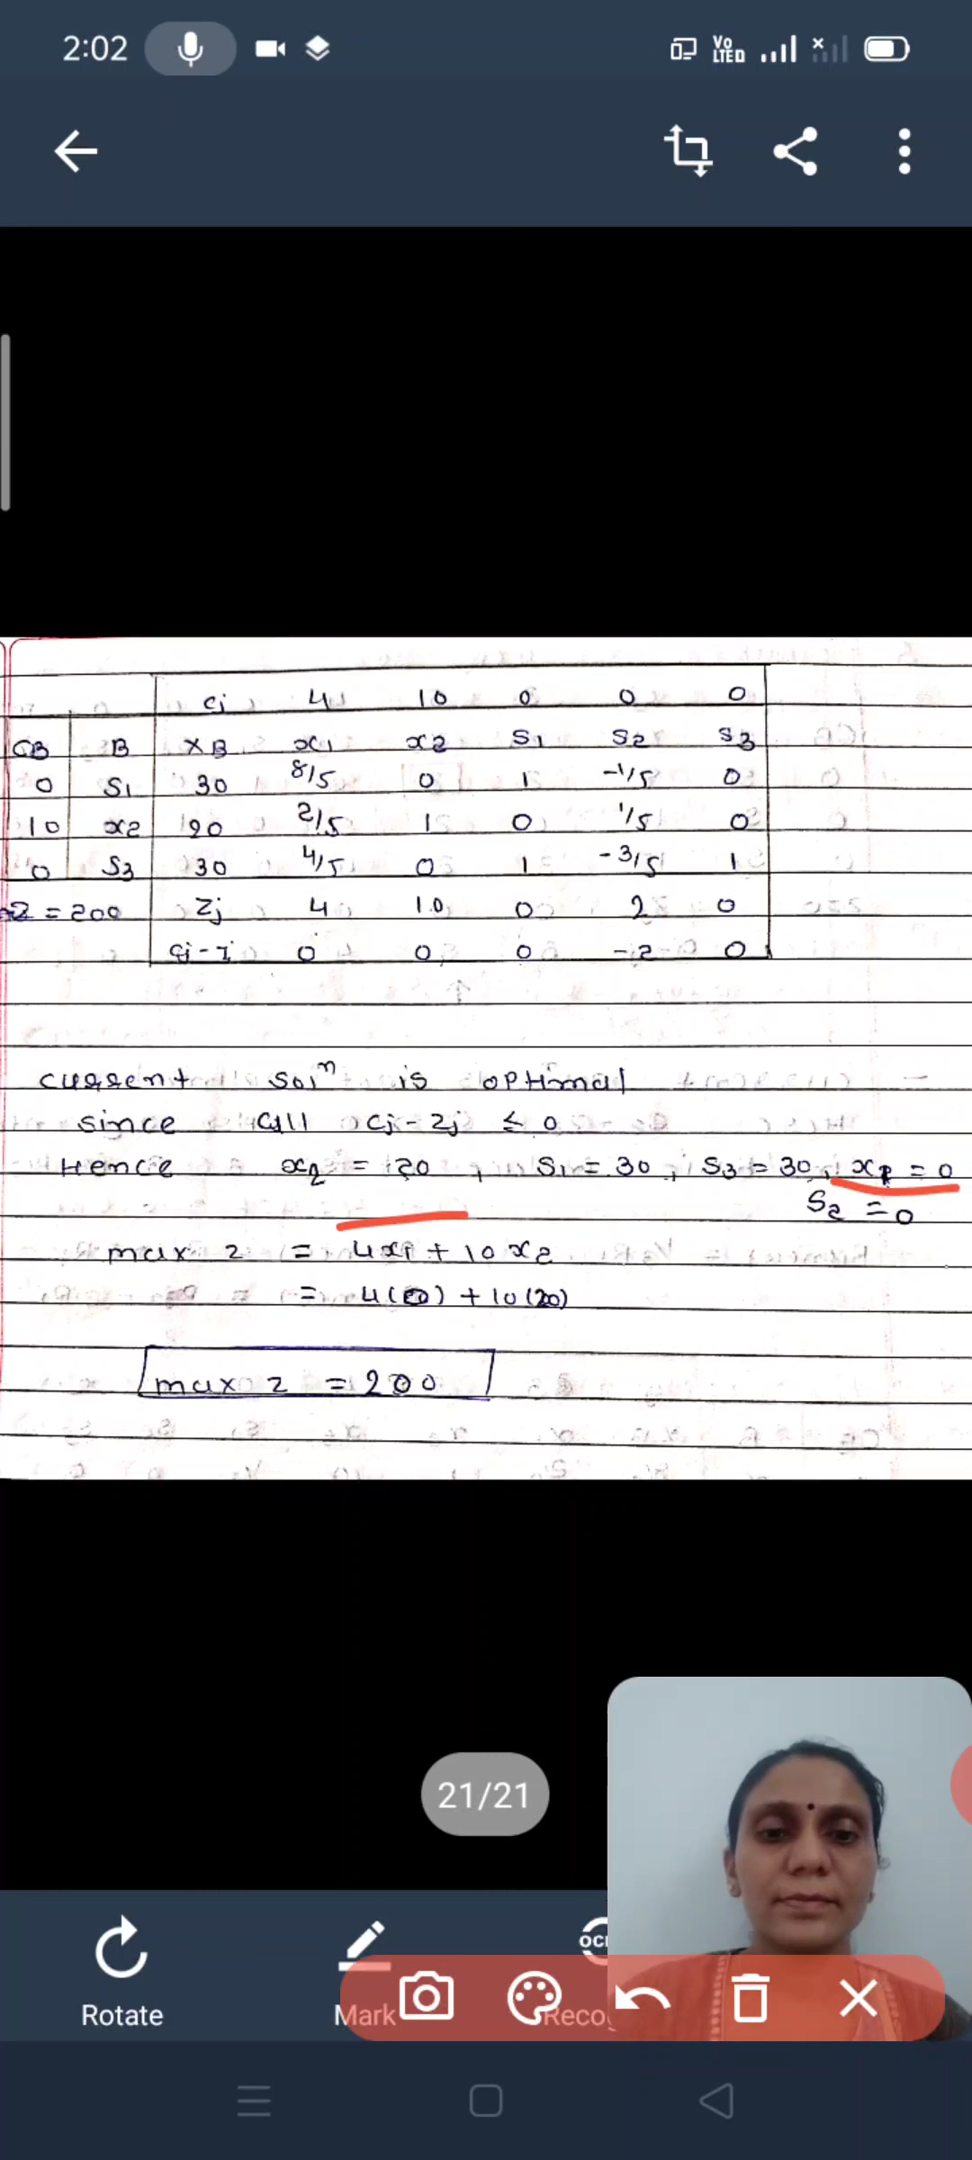 2:02 Vo LTE
Cj 4 10 0 0 0
CB B XB x1 x2 S1 S2 S3
0 S1 30 8/5 0 1 -1/5 0
10 x2 20 2/5 1 0 1/5 0
0 S3 30 4/5 0 1 -3/5 1
Z = 200 Zj 4 10 0 2 0
Cj - Zj 0 0 0 -2 0
current solⁿ is optimal
since all Cj - Zj ≤ 0
Hence x2 = 20 , S1 = 30 , S3 = 30 , x1 = 0
S2 = 0
max z = 4x1 + 10x2
= 4(0) + 10(20)
max z = 200
21/21
Rotate
Mark
OC
Reco